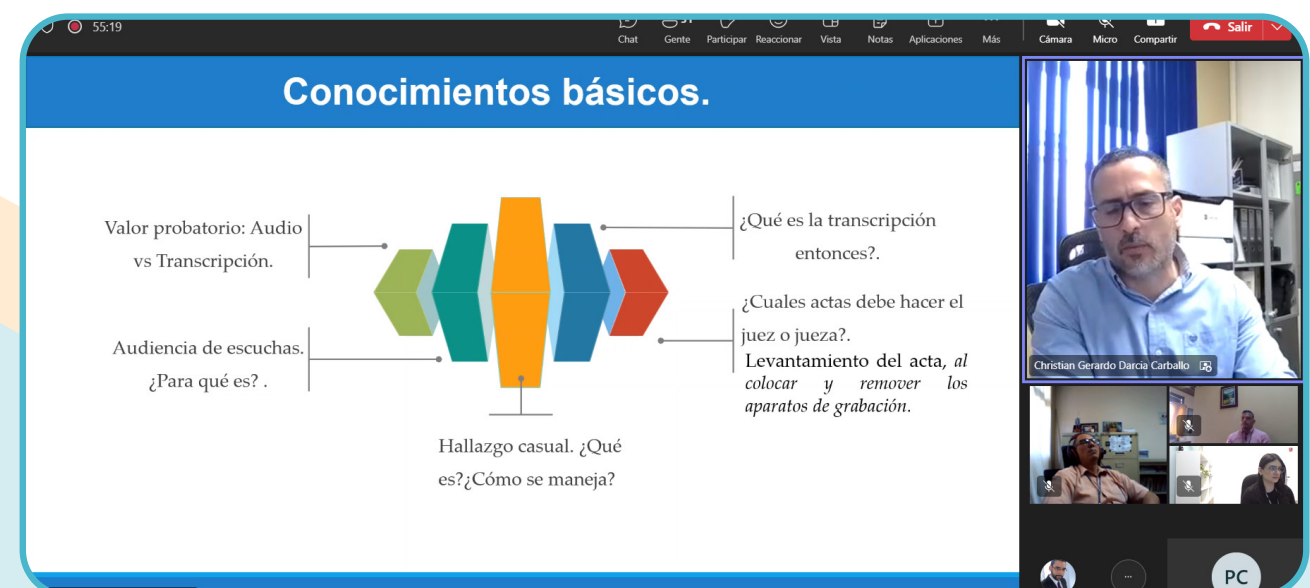 55:19
Chat Gente Participar Reaccionar Vista Notas Aplicaciones Más Cámara Micro Compartir Salir
Conocimientos básicos.
Valor probatorio: Audio
vs Transcripción.
Audiencia de escuchas.
¿Para qué es? .
Hallazgo casual. ¿Qué
es?¿Cómo se maneja?
¿Qué es la transcripción
entonces?.
¿Cuales actas debe hacer el
juez o jueza?.
Levantamiento del acta, al
colocar y remover los
aparatos de grabación.
Christian Gerardo Darcia Carballo
PC